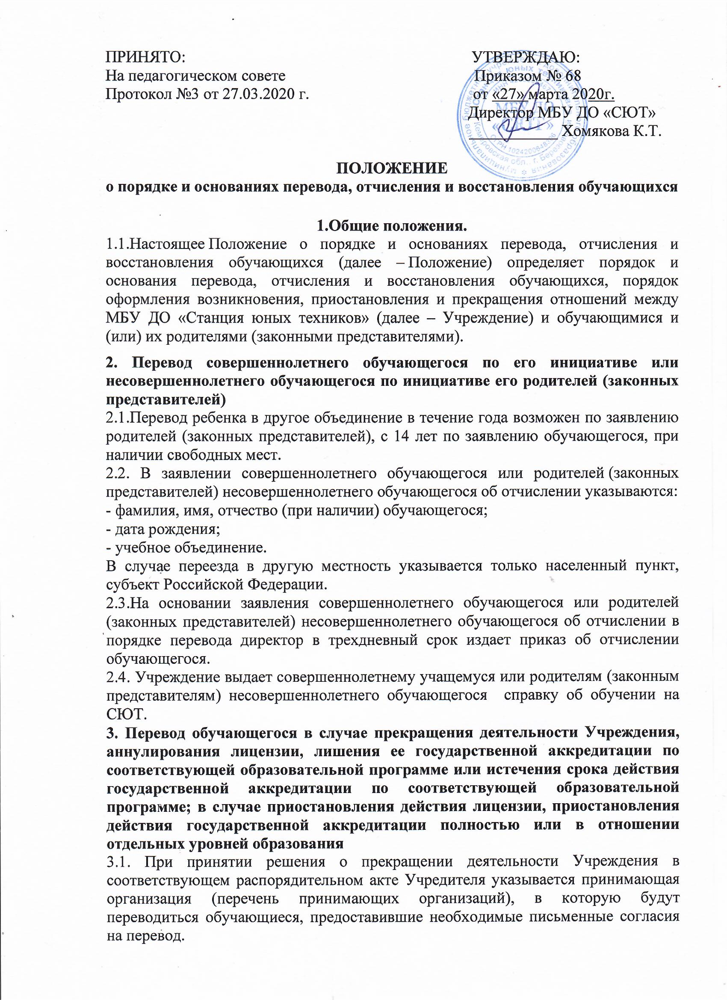 ПРИНЯТО:
На педагогическом совете
Протокол №3 от 27.03.2020 г.
УТВЕРЖДАЮ:
Приказом № 68
от «27» марта 2020г.
Директор МБУ ДО «СЮТ»
Хомякова К.Т.
МБУ ДО
«СЮТ»
ОГРН 1024200648306
Кемеровская обл., г. Березовский
ПОЛОЖЕНИЕ
о порядке и основаниях перевода, отчисления и восстановления обучающихся
1.Общие положения.
1.1.Настоящее Положение о порядке и основаниях перевода, отчисления и
восстановления обучающихся (далее – Положение) определяет порядок и
основания перевода, отчисления и восстановления обучающихся, порядок
оформления возникновения, приостановления и прекращения отношений между
МБУ ДО «Станция юных техников» (далее – Учреждение) и обучающимися и
(или) их родителями (законными представителями).
2. Перевод совершеннолетнего обучающегося по его инициативе или
несовершеннолетнего обучающегося по инициативе его родителей (законных
представителей)
2.1.Перевод ребенка в другое объединение в течение года возможен по заявлению
родителей (законных представителей), с 14 лет по заявлению обучающегося, при
наличии свободных мест.
2.2. В заявлении совершеннолетнего обучающегося или родителей (законных
представителей) несовершеннолетнего обучающегося об отчислении указываются:
- фамилия, имя, отчество (при наличии) обучающегося;
- дата рождения;
- учебное объединение.
В случае переезда в другую местность указывается только населенный пункт,
субъект Российской Федерации.
2.3.На основании заявления совершеннолетнего обучающегося или родителей
(законных представителей) несовершеннолетнего обучающегося об отчислении в
порядке перевода директор в трехдневный срок издает приказ об отчислении
обучающегося.
2.4. Учреждение выдает совершеннолетнему учащемуся или родителям (законным
представителям) несовершеннолетнего обучающегося справку об обучении на
СЮТ.
3. Перевод обучающегося в случае прекращения деятельности Учреждения,
аннулирования лицензии, лишения ее государственной аккредитации по
соответствующей образовательной программе или истечения срока действия
государственной аккредитации по соответствующей образовательной
программе; в случае приостановления действия лицензии, приостановления
действия государственной аккредитации полностью или в отношении
отдельных уровней образования
3.1. При принятии решения о прекращении деятельности Учреждения в
соответствующем распорядительном акте Учредителя указывается принимающая
организация (перечень принимающих организаций), в которую будут
переводиться обучающиеся, предоставившие необходимые письменные согласия
на перевод.